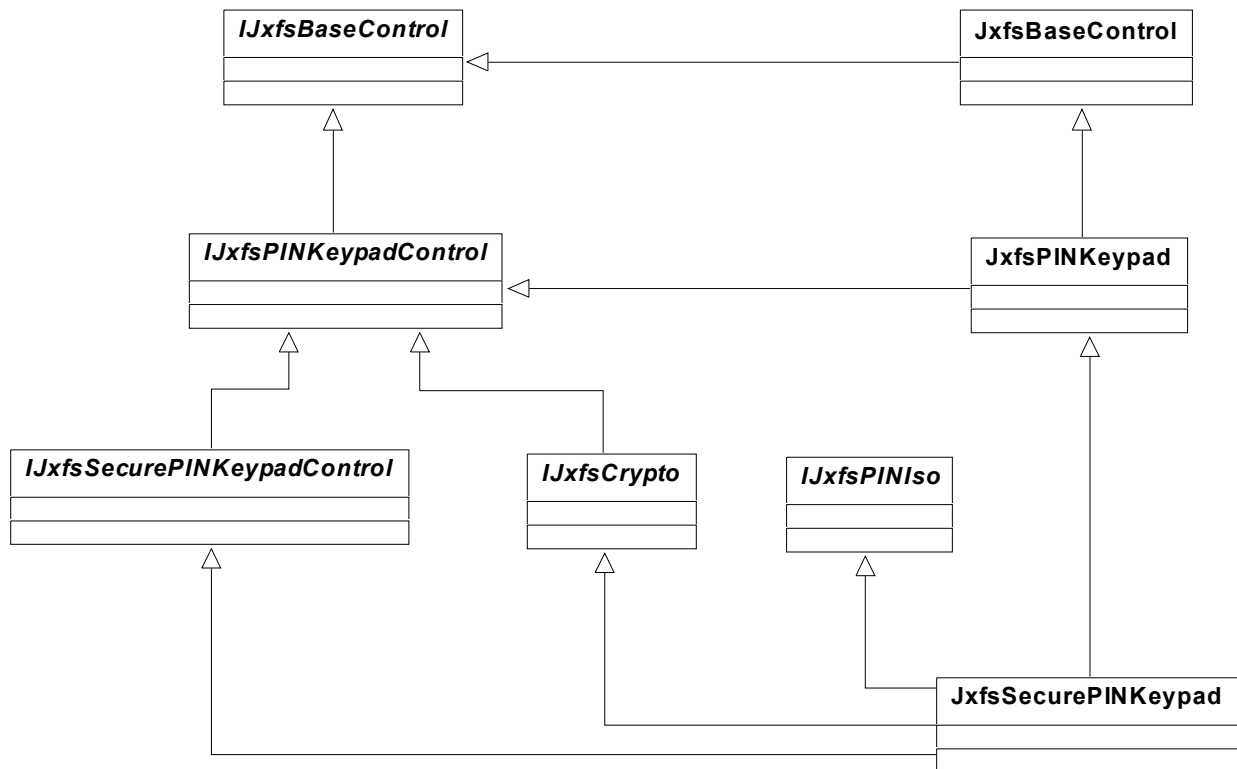 IJxfsBaseControl
JxfsBaseControl
IJxfsPINKeypadControl
JxfsPINKeypad
IJxfsSecurePINKeypadControl
IJxfsCrypto
IJxfsPINIso
JxfsSecurePINKeypad